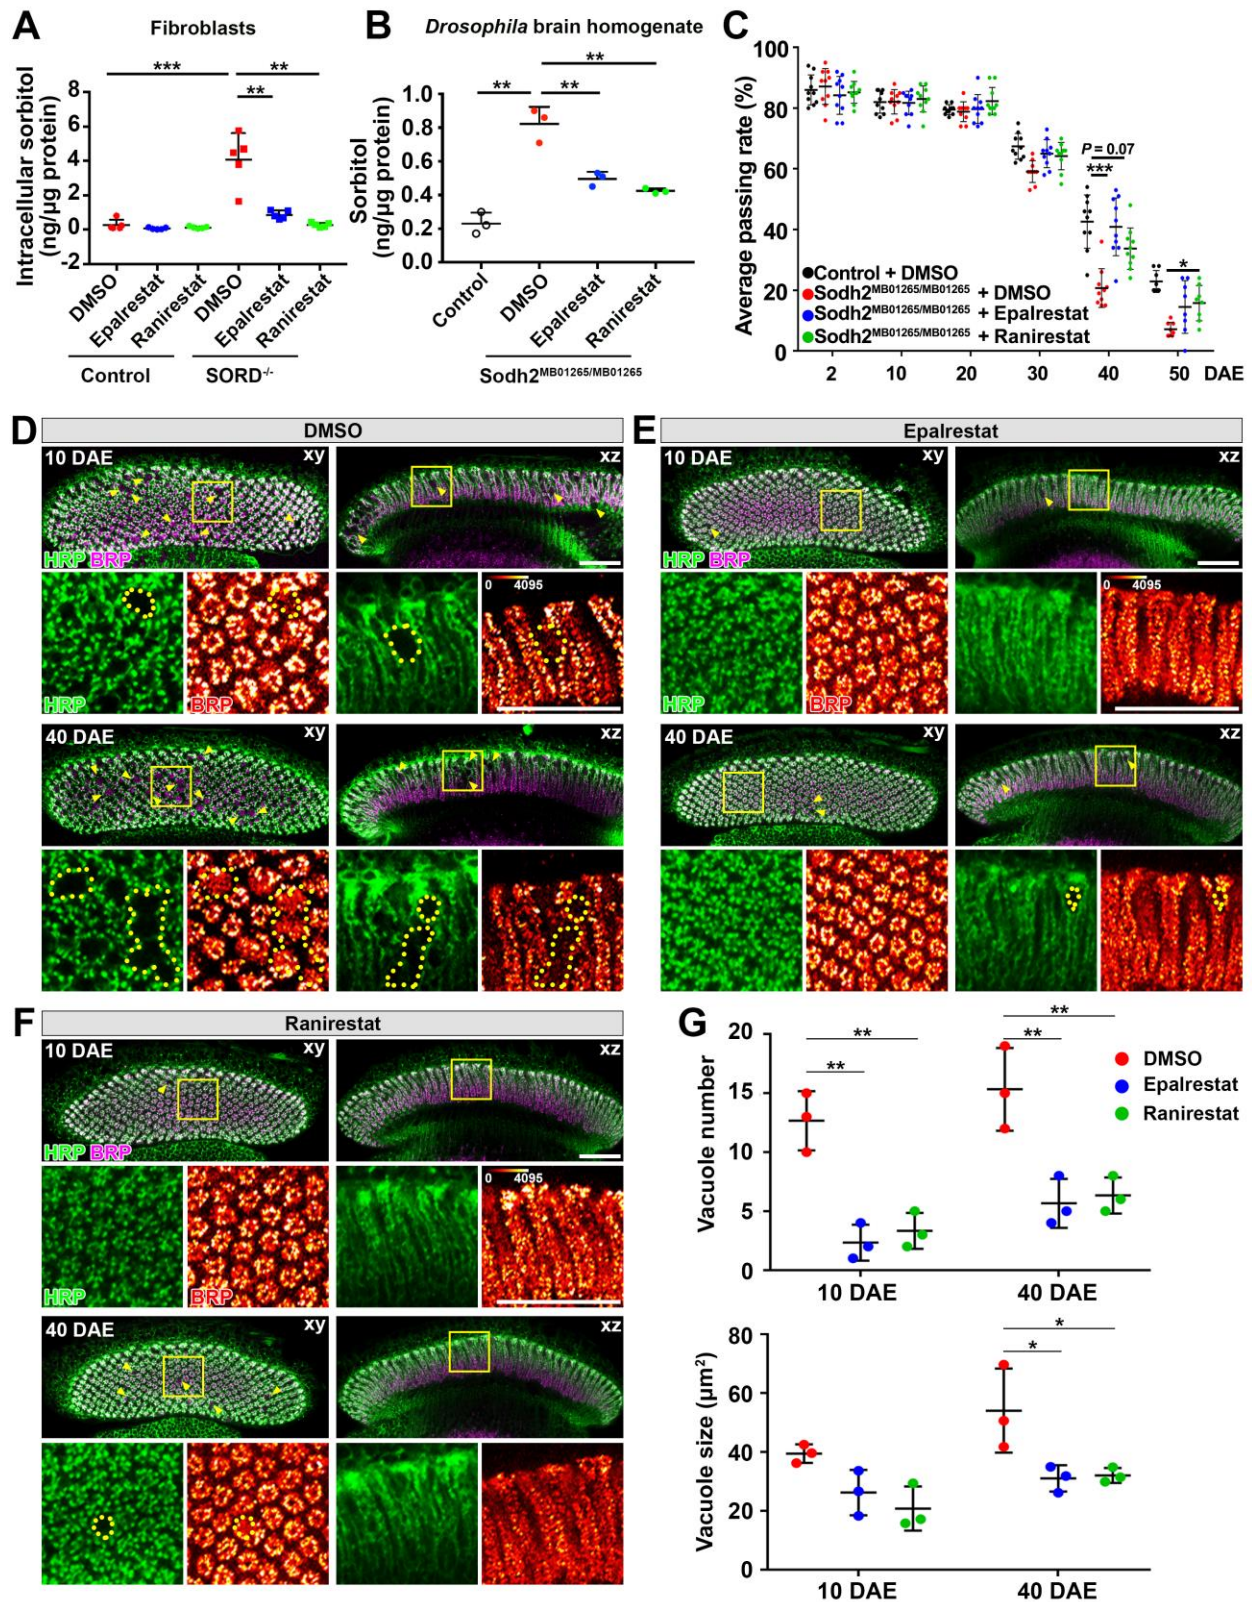 A
Fibroblasts
Intracellular sorbitol
(ng/µg protein)
8
6
4
2
0
-2
***
**
**
DMSO
Epalrestat
Ranirestat
DMSO
Epalrestat
Ranirestat
Control
SORD-/-
B
Drosophila brain homogenate
Sorbitol
(ng/µg protein)
1.0
0.8
0.6
0.4
0.2
0.0
**
**
**
Control
DMSO
Epalrestat
Ranirestat
Sodh2MB01265/MB01265
C
Average passing rate (%)
100
80
60
40
20
0
P = 0.07
***
*
Control + DMSO
Sodh2MB01265/MB01265 + DMSO
Sodh2MB01265/MB01265 + Epalrestat
Sodh2MB01265/MB01265 + Ranirestat
2 10 20 30 40 50 DAE
D
DMSO
10 DAE xy xz
HRP BRP
0 4095
HRP BRP
40 DAE xy xz
E
Epalrestat
10 DAE xy xz
HRP BRP
0 4095
HRP BRP
40 DAE xy xz
F
Ranirestat
10 DAE xy xz
HRP BRP
0 4095
HRP BRP
40 DAE xy xz
G
Vacuole number
20
15
10
5
0
**
**
**
**
DMSO
Epalrestat
Ranirestat
10 DAE 40 DAE
Vacuole size (µm2)
80
60
40
20
0
*
*
10 DAE 40 DAE